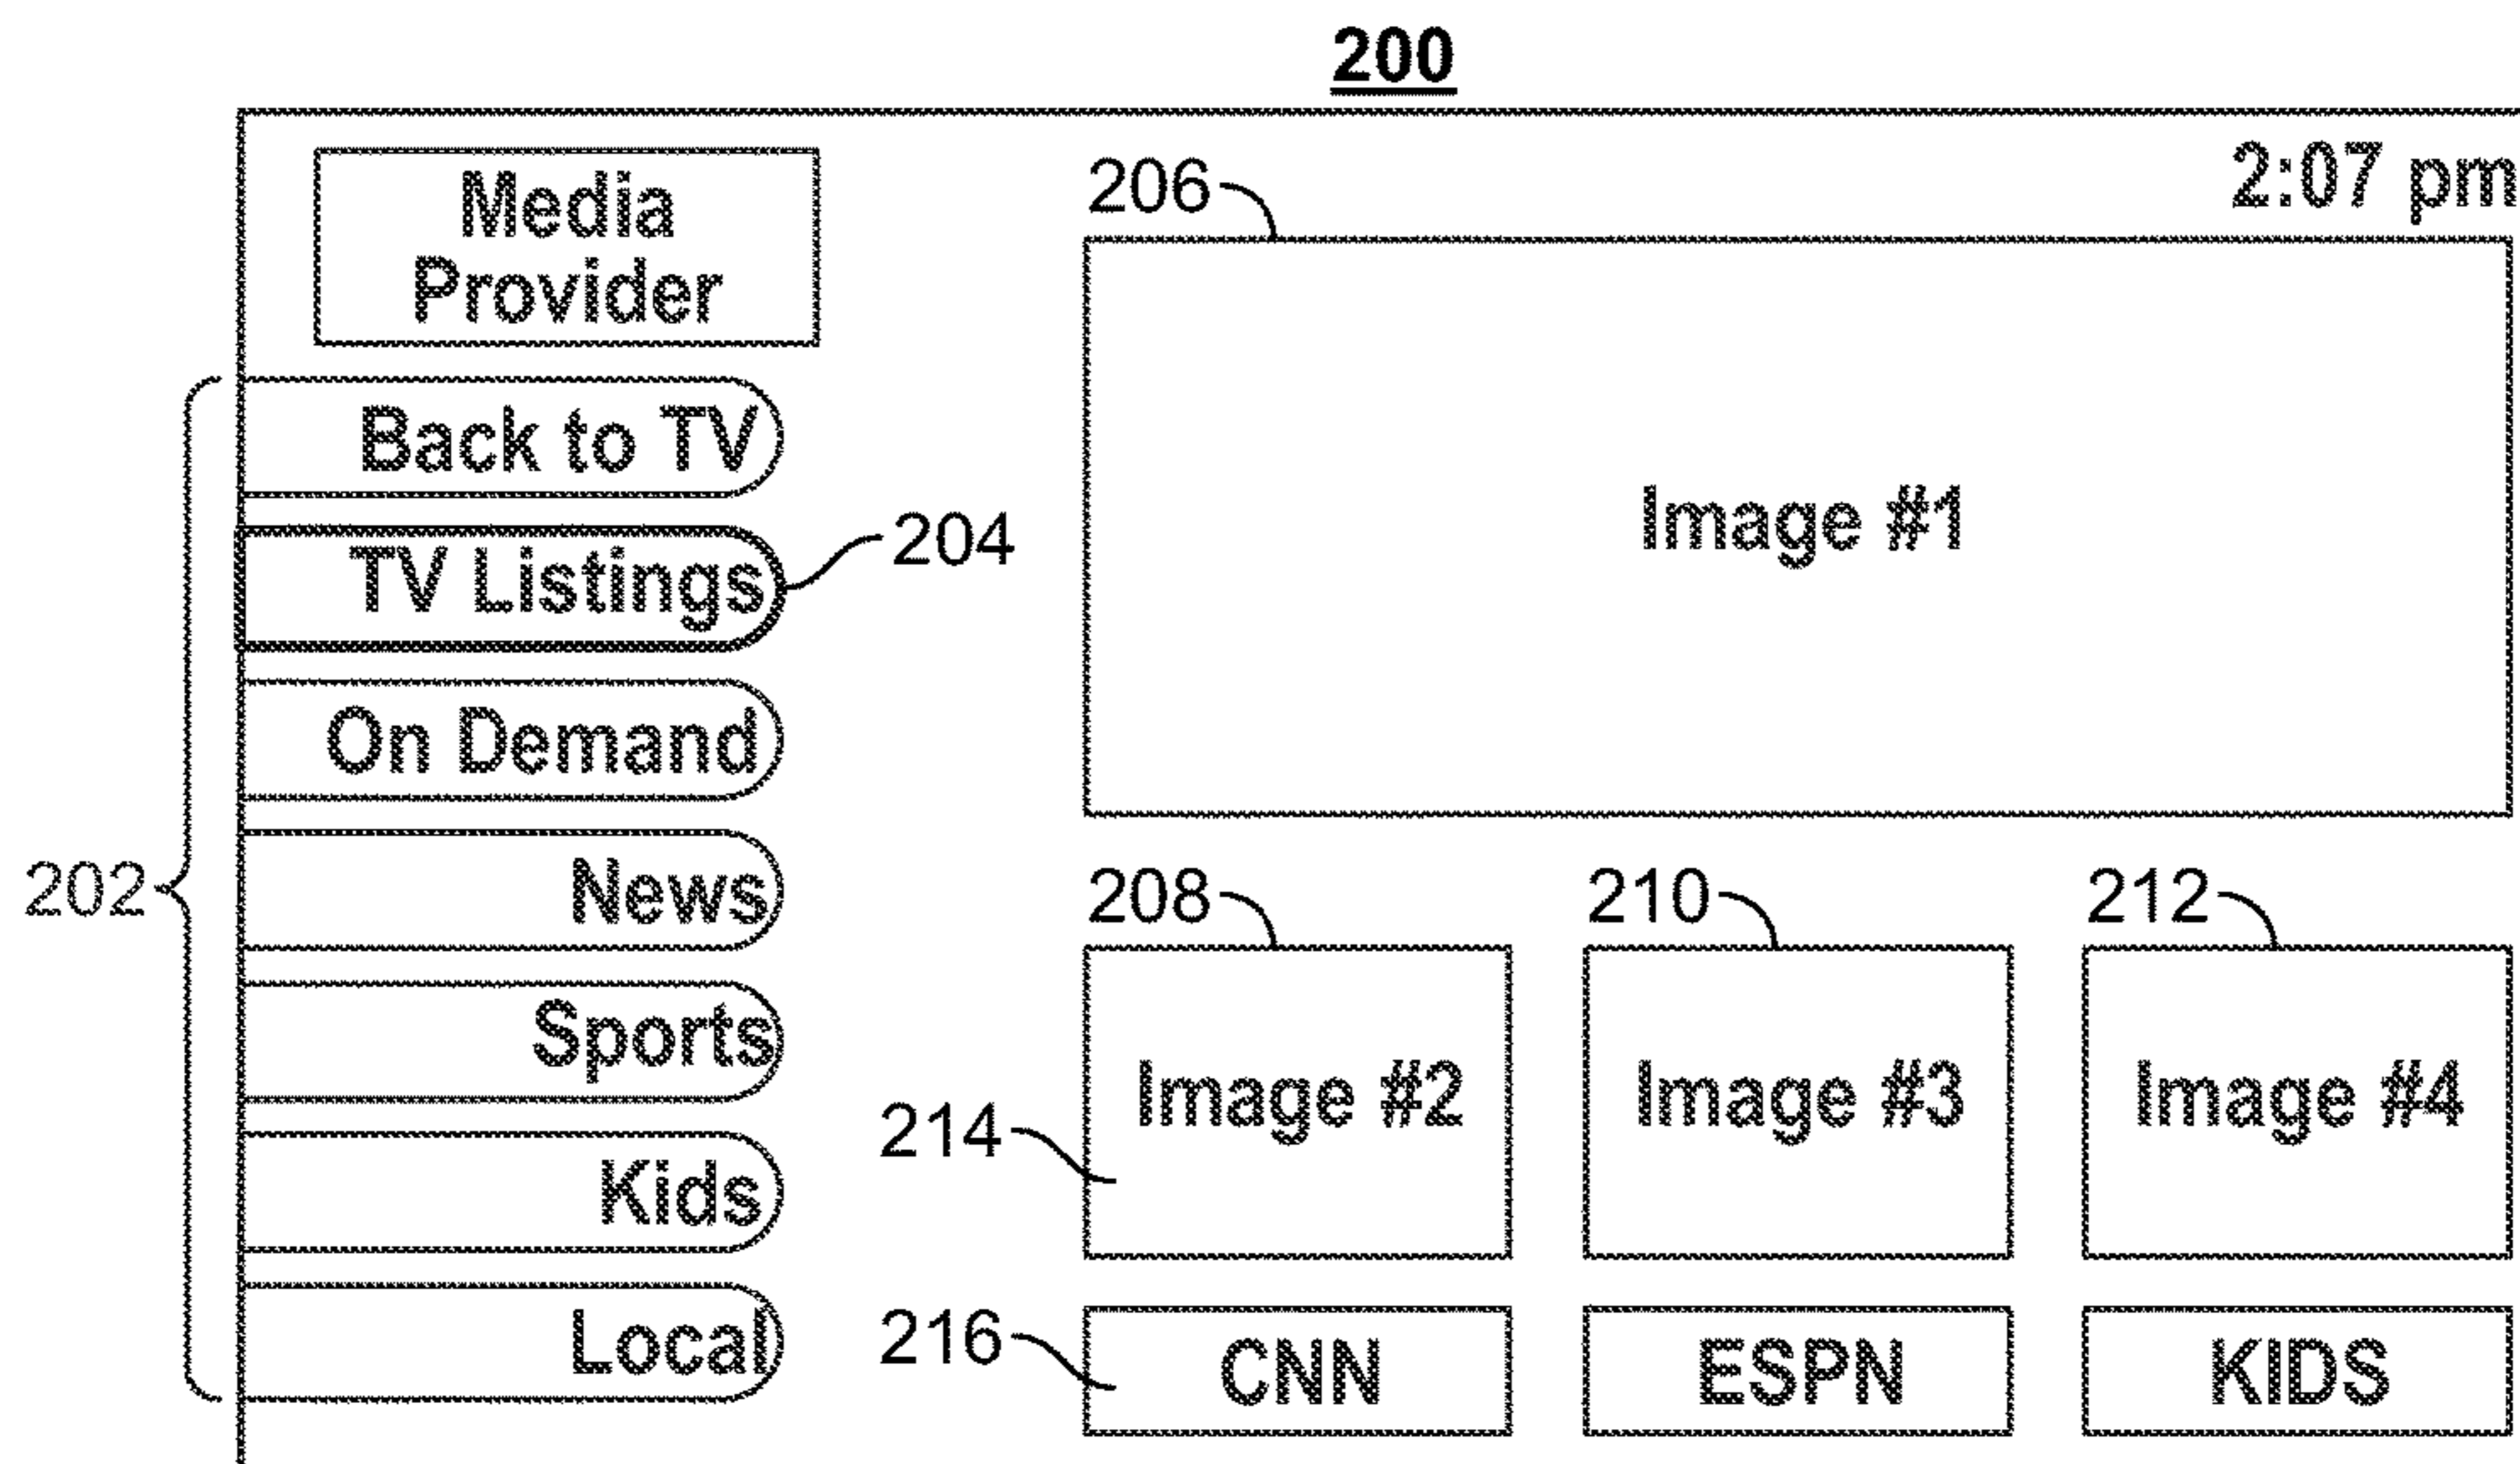 200
2:07 pm
Media
Provider
206
Back to TV
Image #1
TV Listings
204
On Demand
202
News
208
210
212
Sports
Image #2
Image #3
Image #4
214
Kids
216
Local
CNN
ESPN
KIDS